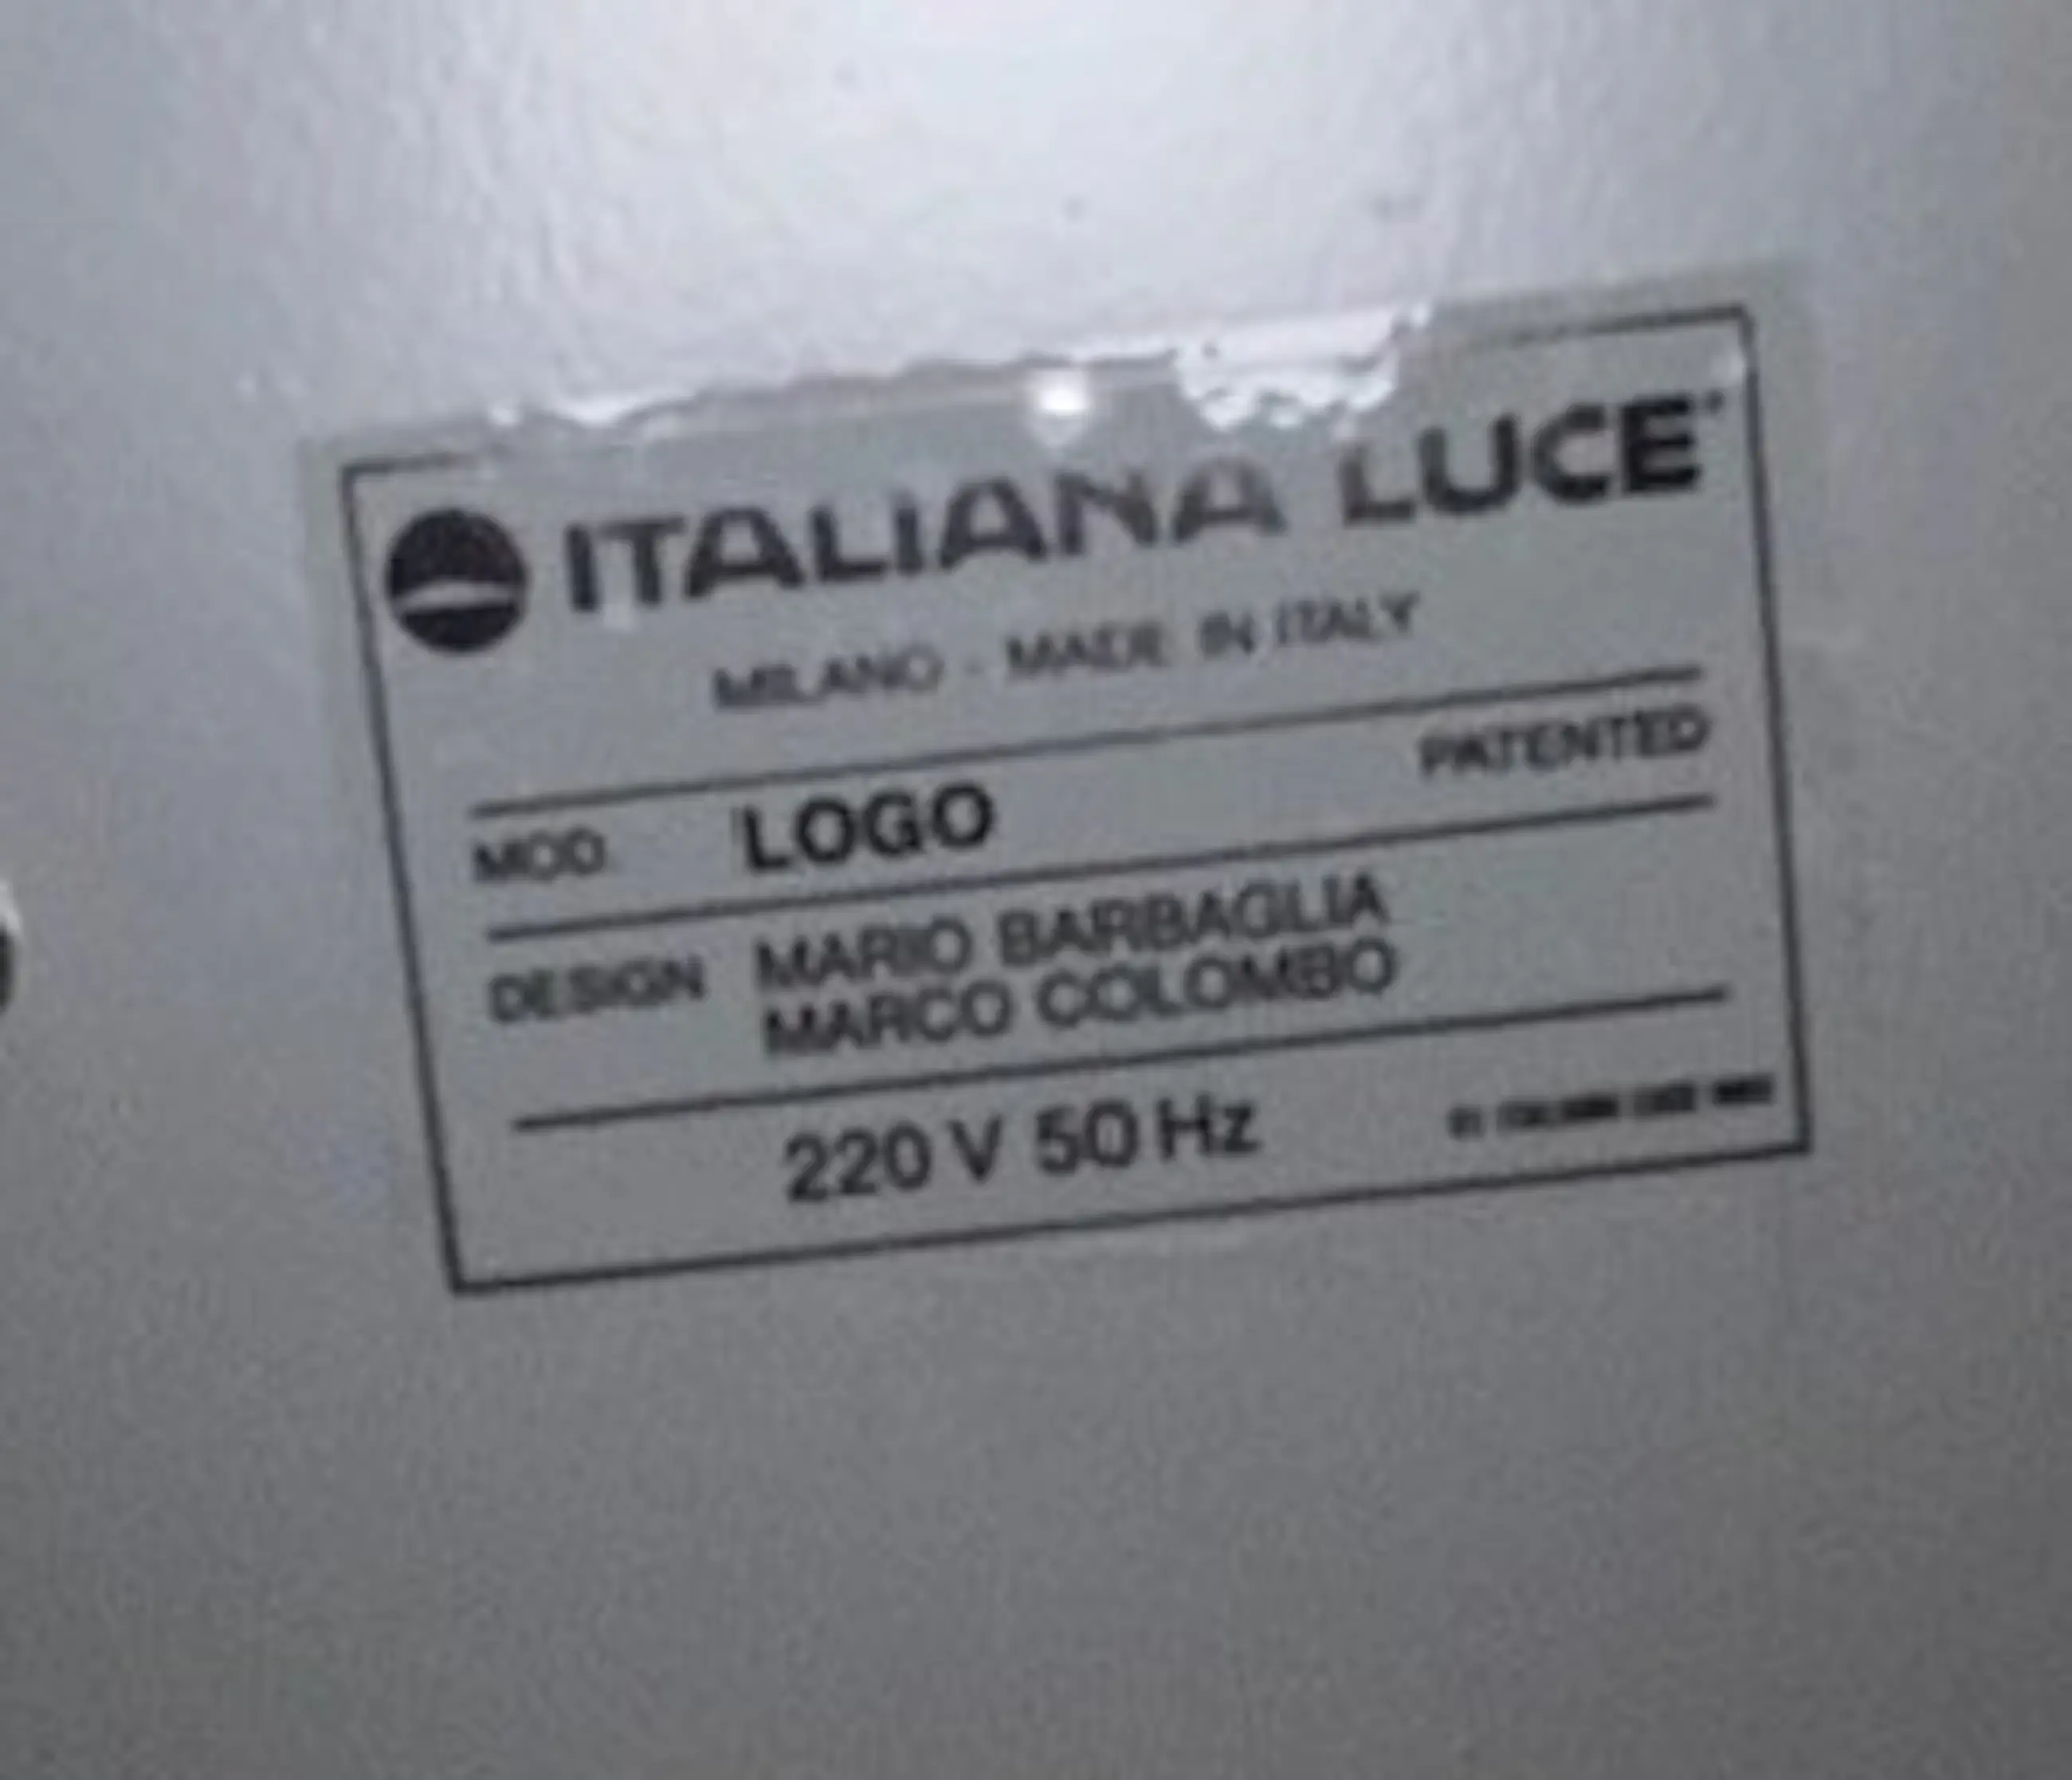 ITALIANA LUCE
MILANO - MADE IN ITALY
PATENTED
MOD. LOGO
DESIGN MARIO BARBAGLIA
MARCO COLOMBO
220 V 50 Hz